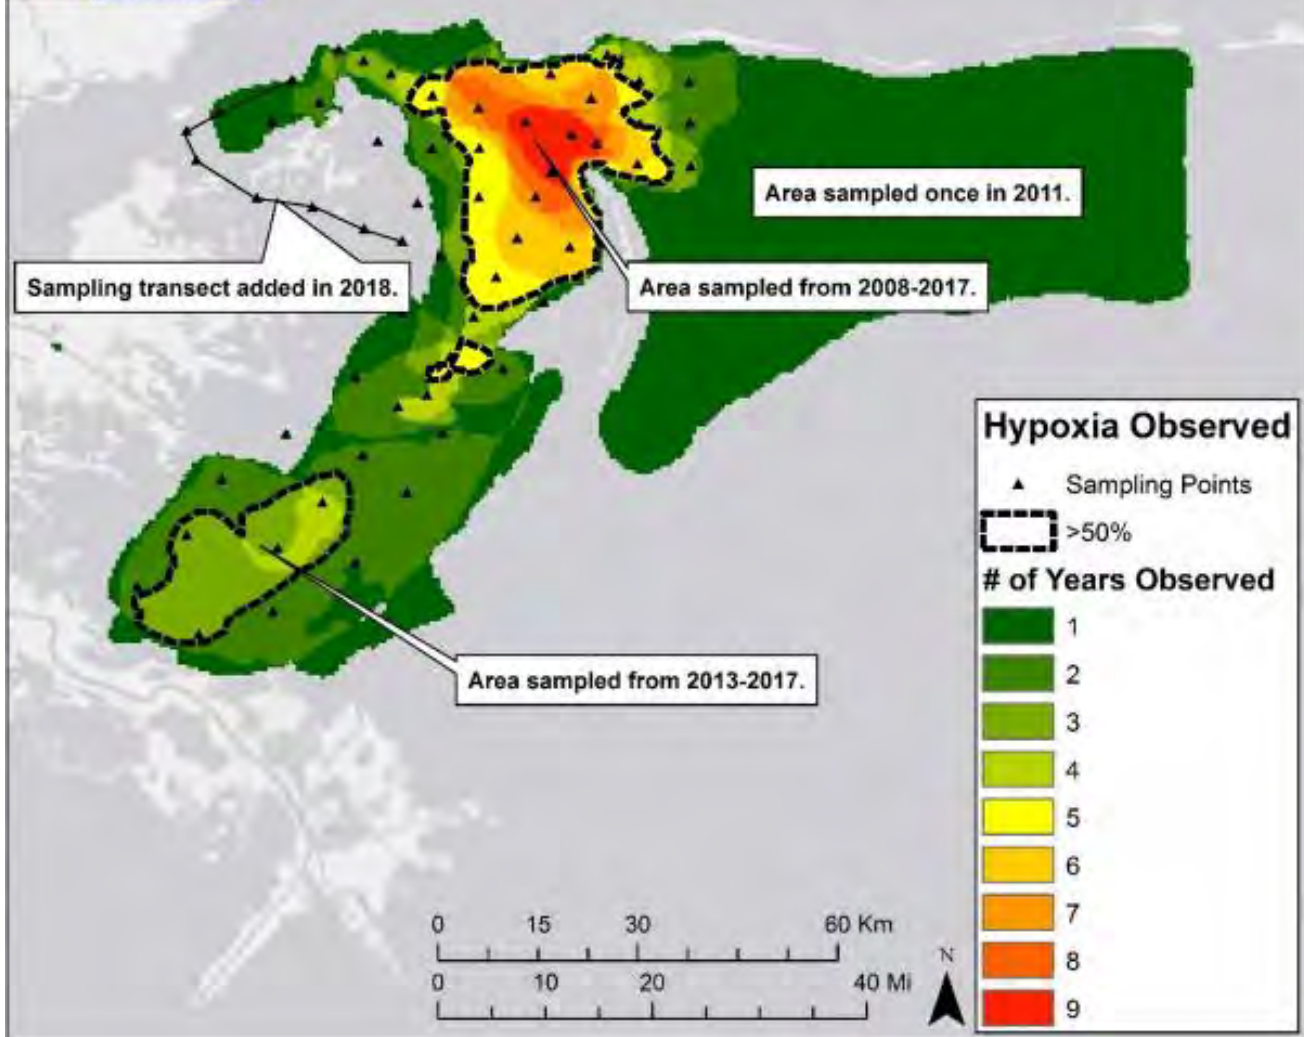 Area sampled once in 2011.
Sampling transect added in 2018.
Area sampled from 2008-2017.
Area sampled from 2013-2017.
Hypoxia Observed
Sampling Points
>50%
# of Years Observed
1
2
3
4
5
6
7
8
9
0 15 30 60 Km
0 10 20 40 Mi
N